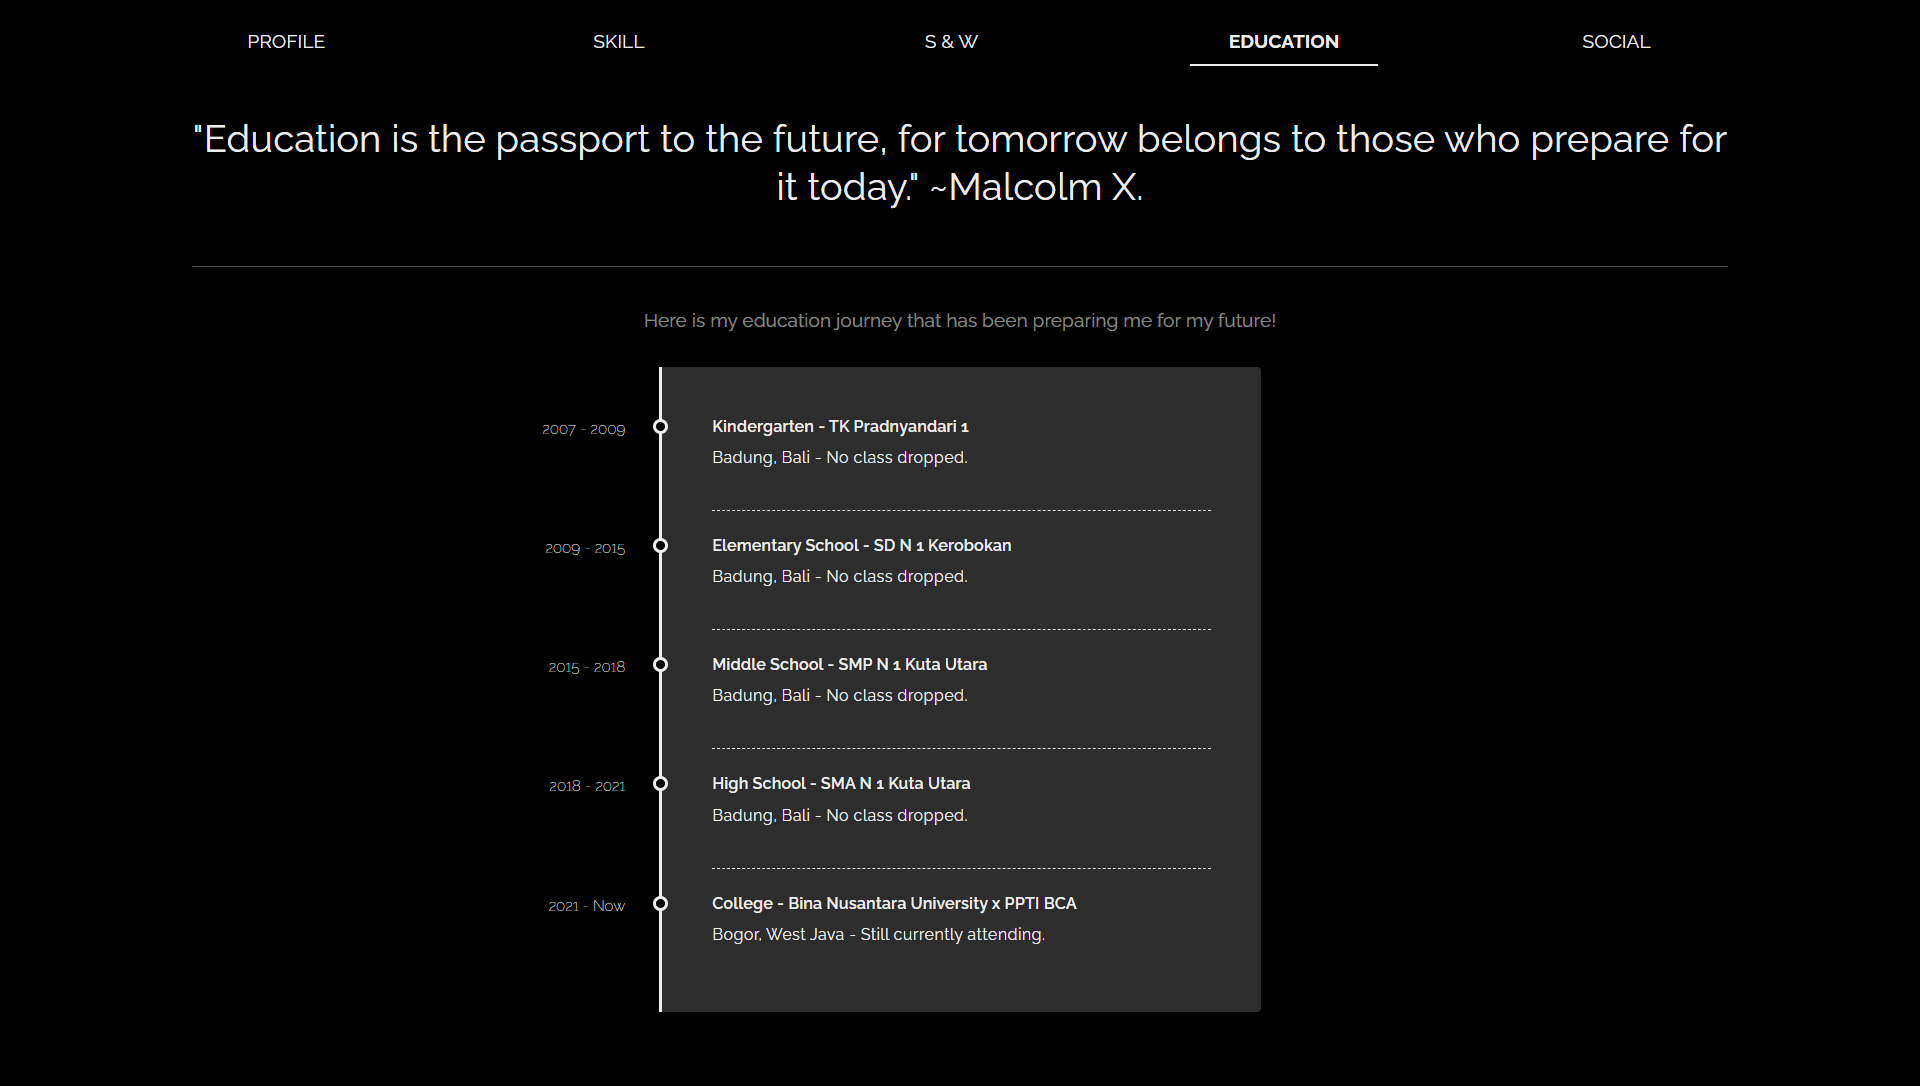 PROFILE
SKILL
S & W
EDUCATION
SOCIAL
"Education is the passport to the future, for tomorrow belongs to those who prepare for
it today." ~Malcolm X.
Here is my education journey that has been preparing me for my future!
2007 - 2009
Kindergarten - TK Pradnyandari 1
Badung, Bali - No class dropped.
2009 - 2015
Elementary School - SD N 1 Kerobokan
Badung, Bali - No class dropped.
2015 - 2018
Middle School - SMP N 1 Kuta Utara
Badung, Bali - No class dropped.
2018 - 2021
High School - SMA N 1 Kuta Utara
Badung, Bali - No class dropped.
2021 - Now
College - Bina Nusantara University x PPTI BCA
Bogor, West Java - Still currently attending.